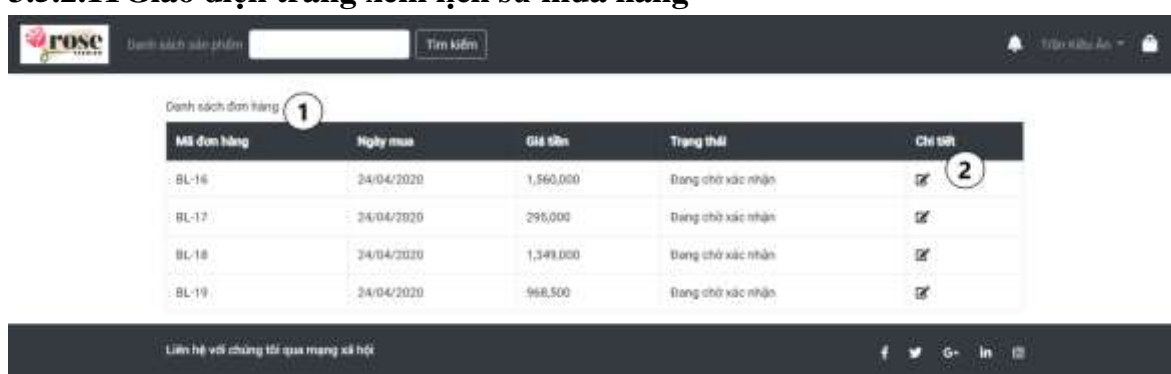 5.3.2.11 Giao diện trang xem lịch sử mua hàng
rose
Danh sách sản phẩm Tìm kiếm Trần Kiều Ân
Danh sách đơn hàng 1
Mã đơn hàng Ngày mua Giá tiền Trạng thái Chi tiết
2
BL-16 24/04/2020 1,560,000 Đang chờ xác nhận
BL-17 24/04/2020 295,000 Đang chờ xác nhận
BL-18 24/04/2020 1,349,000 Đang chờ xác nhận
BL-19 24/04/2020 968,500 Đang chờ xác nhận
Liên hệ với chúng tôi qua mạng xã hội